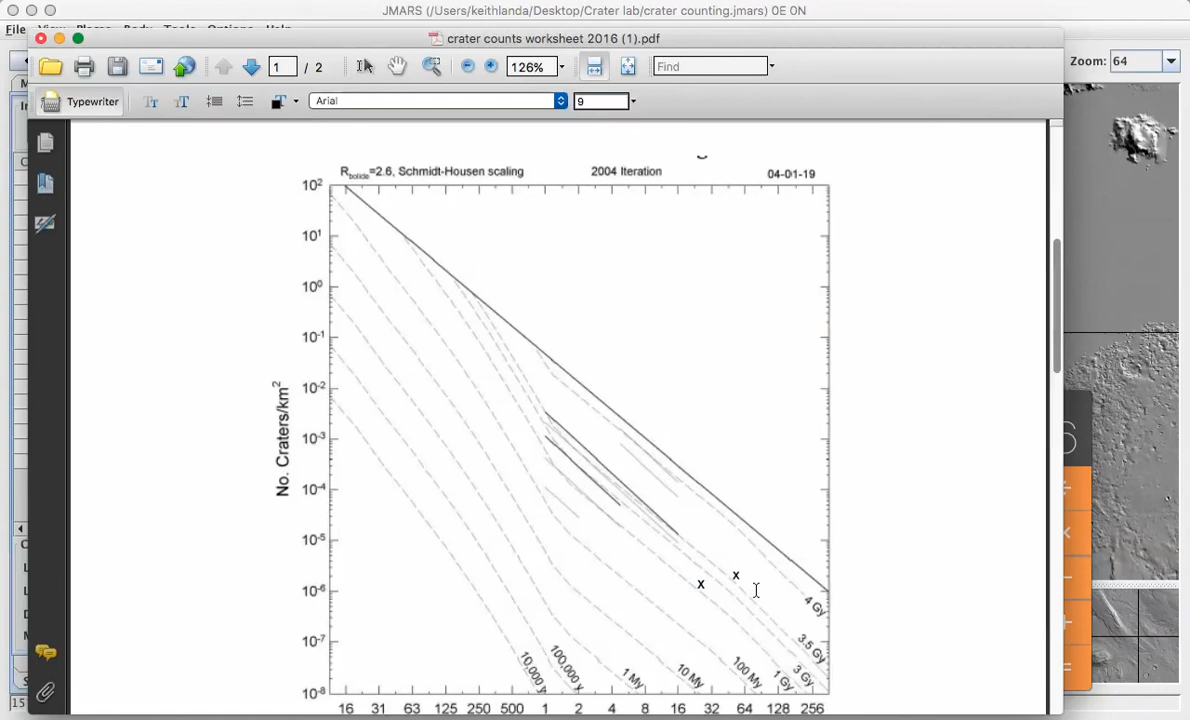 JMARS (/Users/keithlanda/Desktop/Crater lab/crater counting.jmars) 0E 0N
File
crater counts worksheet 2016 (1).pdf
Zoom: 64
1 / 2
126%
Find
Typewriter
Tт
Arial
9
Rbolide=2.6, Schmidt-Housen scaling
2004 Iteration
04-01-19
10²
10¹
10⁰
10⁻¹
10⁻²
10⁻³
10⁻⁴
10⁻⁵
10⁻⁶
10⁻⁷
10⁻⁸
No. Craters/km²
x
x
4 Gy
3.5 Gy
3 Gy
1 Gy
100 My
10 My
1 My
100,000 y
10,000 y
16 31 63 125 250 500 1 2 4 8 16 32 64 128 256
15